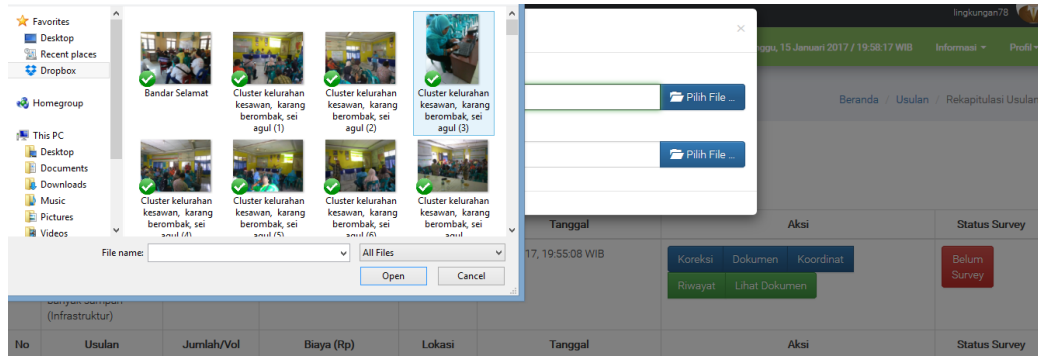 lingkungan78
Favorites
Desktop
Recent places
Dropbox
Homegroup
This PC
Desktop
Documents
Downloads
Music
Pictures
Videos
Bandar Selamat
Cluster kelurahan
kesawan, karang
berombak, sei
agul (1)
Cluster kelurahan
kesawan, karang
berombak, sei
agul (2)
Cluster kelurahan
kesawan, karang
berombak, sei
agul (3)
Cluster kelurahan
kesawan, karang
berombak, sei
agul (4)
Cluster kelurahan
kesawan, karang
berombak, sei
agul (5)
Cluster kelurahan
kesawan, karang
berombak, sei
agul (6)
Cluster kelurahan
kesawan, karang
berombak, sei
agul
File name:
All Files
Open
Cancel
×
Pilih File ...
Pilih File ...
15 Januari 2017 / 19:58:17 WIB
Informasi
Profil
Beranda / Usulan / Rekapitulasi Usulan
Tanggal
Aksi
Status Survey
17, 19:55:08 WIB
Koreksi
Dokumen
Koordinat
Riwayat
Lihat Dokumen
Belum
Survey
(Infrastruktur)
No
Usulan
Jumlah/Vol
Biaya (Rp)
Lokasi
Tanggal
Aksi
Status Survey